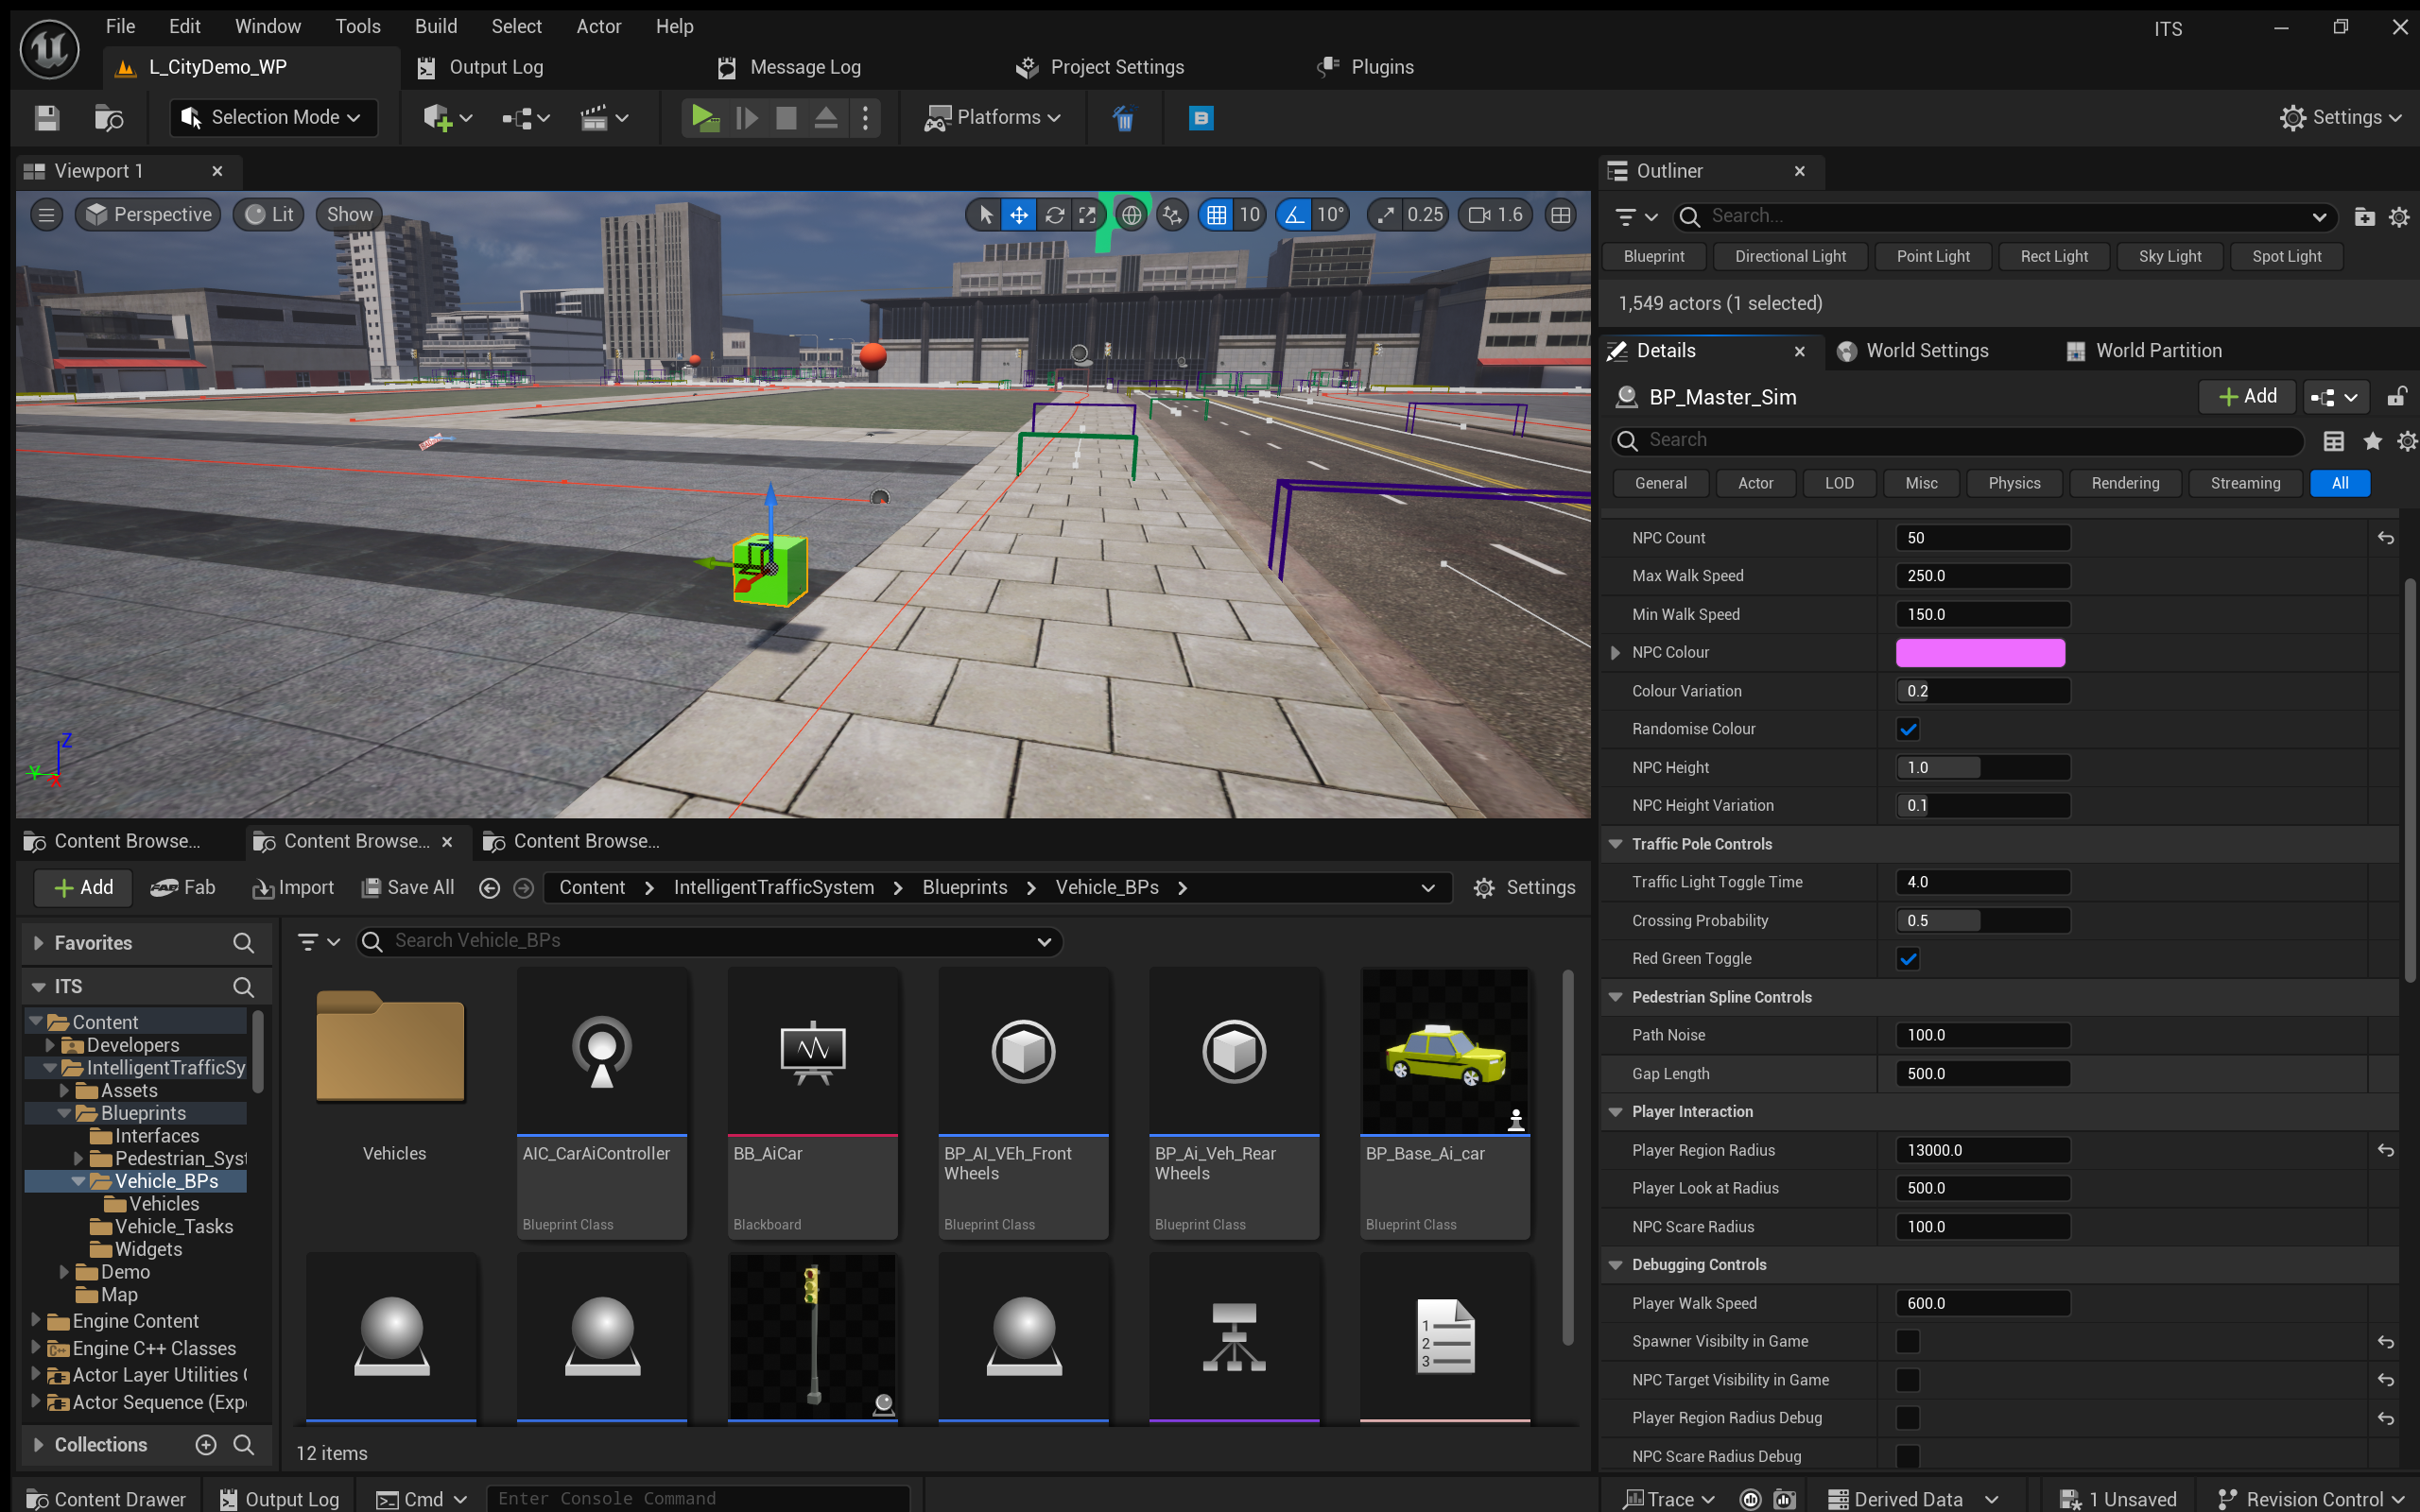 File Edit Window Tools Build Select Actor Help ITS
L_CityDemo_WP Output Log Message Log Project Settings Plugins
Selection Mode Platforms Settings
Viewport 1
Perspective Lit Show 10 10° 0.25 1.6
Z
Y
Content Browse... Content Browse... Content Browse...
Add Fab Import Save All Content IntelligentTrafficSystem Blueprints Vehicle_BPs Settings
Favorites
Search Vehicle_BPs
ITS
Content
Developers
IntelligentTrafficSy
Assets
Blueprints
Interfaces
Pedestrian_Syst
Vehicle_BPs
Vehicles
Vehicle_Tasks
Widgets
Demo
Map
Engine Content
Engine C++ Classes
Actor Layer Utilities C
Actor Sequence (Expe
Collections
Vehicles
AIC_CarAiController
Blueprint Class
BB_AiCar
Blackboard
BP_AI_VEh_Front
Wheels
Blueprint Class
BP_Ai_Veh_Rear
Wheels
Blueprint Class
BP_Base_Ai_car
Blueprint Class
1
2
3
12 items
Outliner
Search...
Blueprint Directional Light Point Light Rect Light Sky Light Spot Light
1,549 actors (1 selected)
Details World Settings World Partition
BP_Master_Sim Add
Search
General Actor LOD Misc Physics Rendering Streaming All
NPC Count 50
Max Walk Speed 250.0
Min Walk Speed 150.0
NPC Colour
Colour Variation 0.2
Randomise Colour
NPC Height 1.0
NPC Height Variation 0.1
Traffic Pole Controls
Traffic Light Toggle Time 4.0
Crossing Probability 0.5
Red Green Toggle
Pedestrian Spline Controls
Path Noise 100.0
Gap Length 500.0
Player Interaction
Player Region Radius 13000.0
Player Look at Radius 500.0
NPC Scare Radius 100.0
Debugging Controls
Player Walk Speed 600.0
Spawner Visibilty in Game
NPC Target Visibility in Game
Player Region Radius Debug
NPC Scare Radius Debug
Content Drawer Output Log Cmd Enter Console Command Trace Derived Data 1 Unsaved Revision Control